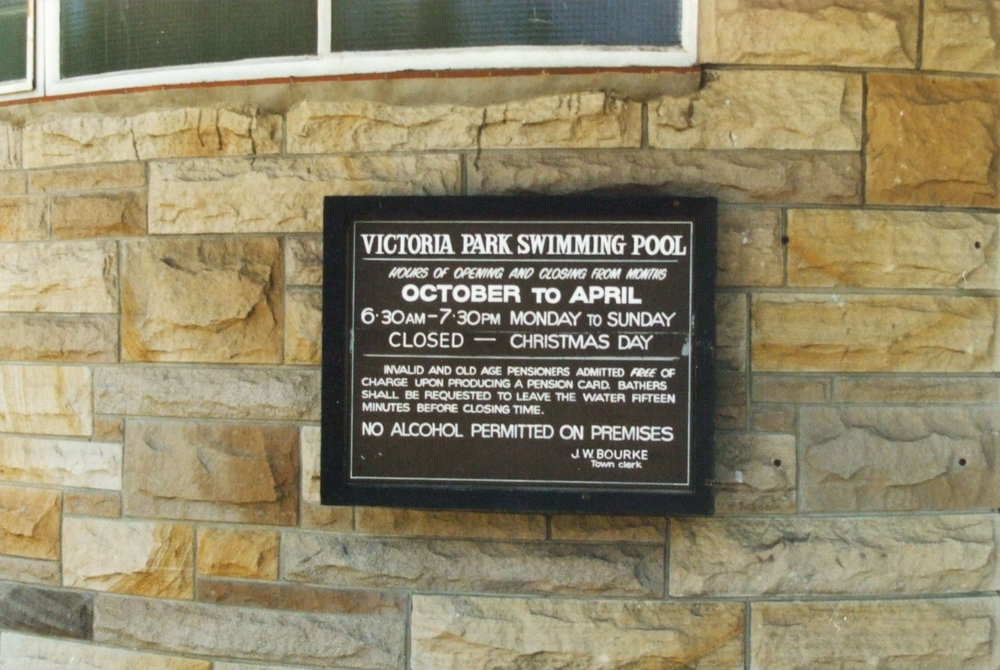 VICTORIA PARK SWIMMING POOL
HOURS OF OPENING AND CLOSING FROM MONTHS
OCTOBER TO APRIL
6·30AM-7·30PM MONDAY TO SUNDAY
CLOSED — CHRISTMAS DAY
INVALID AND OLD AGE PENSIONERS ADMITTED FREE OF
CHARGE UPON PRODUCING A PENSION CARD. BATHERS
SHALL BE REQUESTED TO LEAVE THE WATER FIFTEEN
MINUTES BEFORE CLOSING TIME.
NO ALCOHOL PERMITTED ON PREMISES
J.W.BOURKE
Town clerk